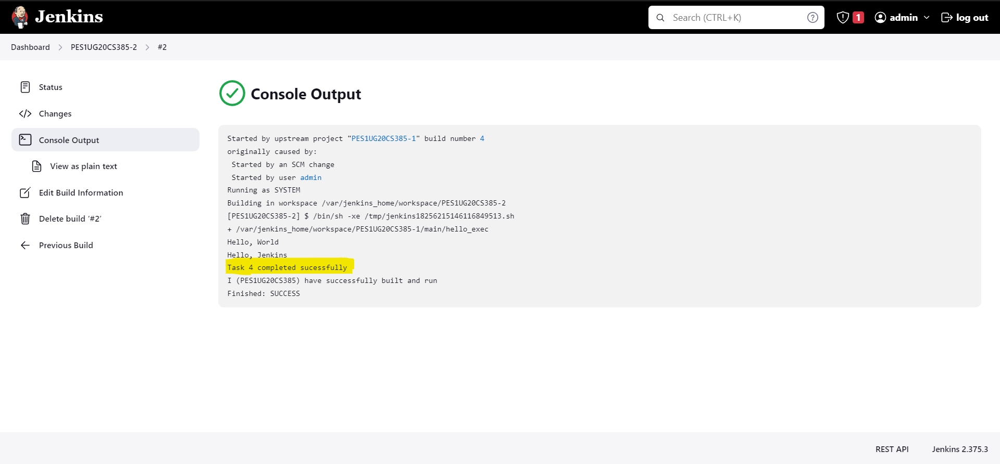 Jenkins
Search (CTRL+K)
?
1
admin
log out
Dashboard
PES1UG20CS385-2
#2
Status
Changes
Console Output
View as plain text
Edit Build Information
Delete build ‘#2’
Previous Build
Console Output
Started by upstream project "PES1UG20CS385-1" build number 4
originally caused by:
Started by an SCM change
Started by user admin
Running as SYSTEM
Building in workspace /var/jenkins_home/workspace/PES1UG20CS385-2
[PES1UG20CS385-2] $ /bin/sh -xe /tmp/jenkins18256215146116849513.sh
+ /var/jenkins_home/workspace/PES1UG20CS385-1/main/hello_exec
Hello, World
Hello, Jenkins
Task 4 completed sucessfully
I (PES1UG20CS385) have successfully built and run
Finished: SUCCESS
REST API
Jenkins 2.375.3